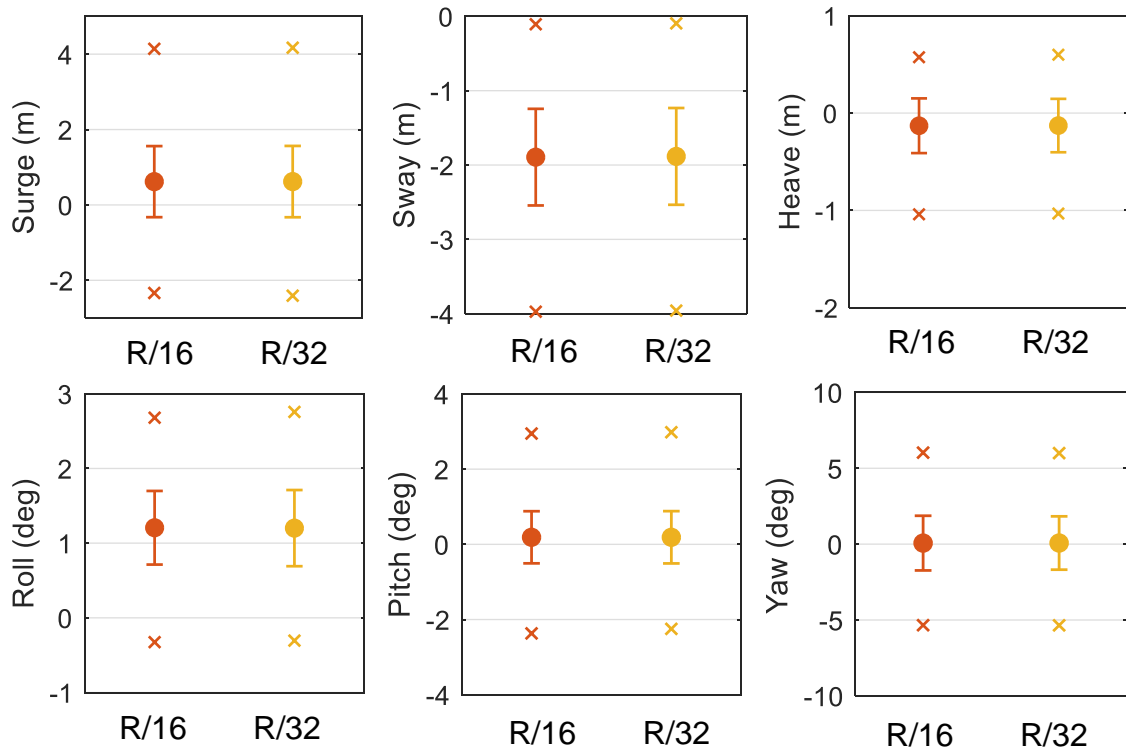 Surge (m)
4
2
0
-2
R/16 R/32
Sway (m)
0
-1
-2
-3
-4
R/16 R/32
Heave (m)
1
0
-1
-2
R/16 R/32
Roll (deg)
3
2
1
0
-1
R/16 R/32
Pitch (deg)
4
2
0
-2
-4
R/16 R/32
Yaw (deg)
10
5
0
-5
-10
R/16 R/32